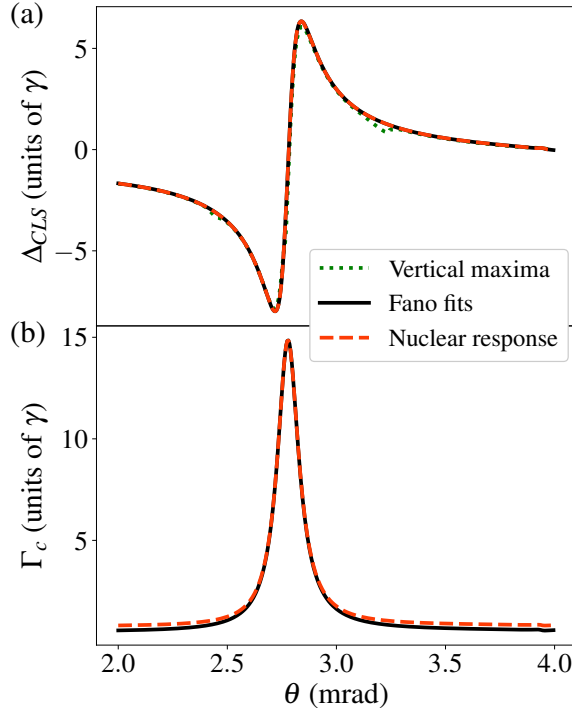 (a)
5
0
−5
Δ_CLS (units of γ)
Vertical maxima
Fano fits
Nuclear response
(b)
15
10
5
Γ_c (units of γ)
2.0 2.5 3.0 3.5 4.0
θ (mrad)